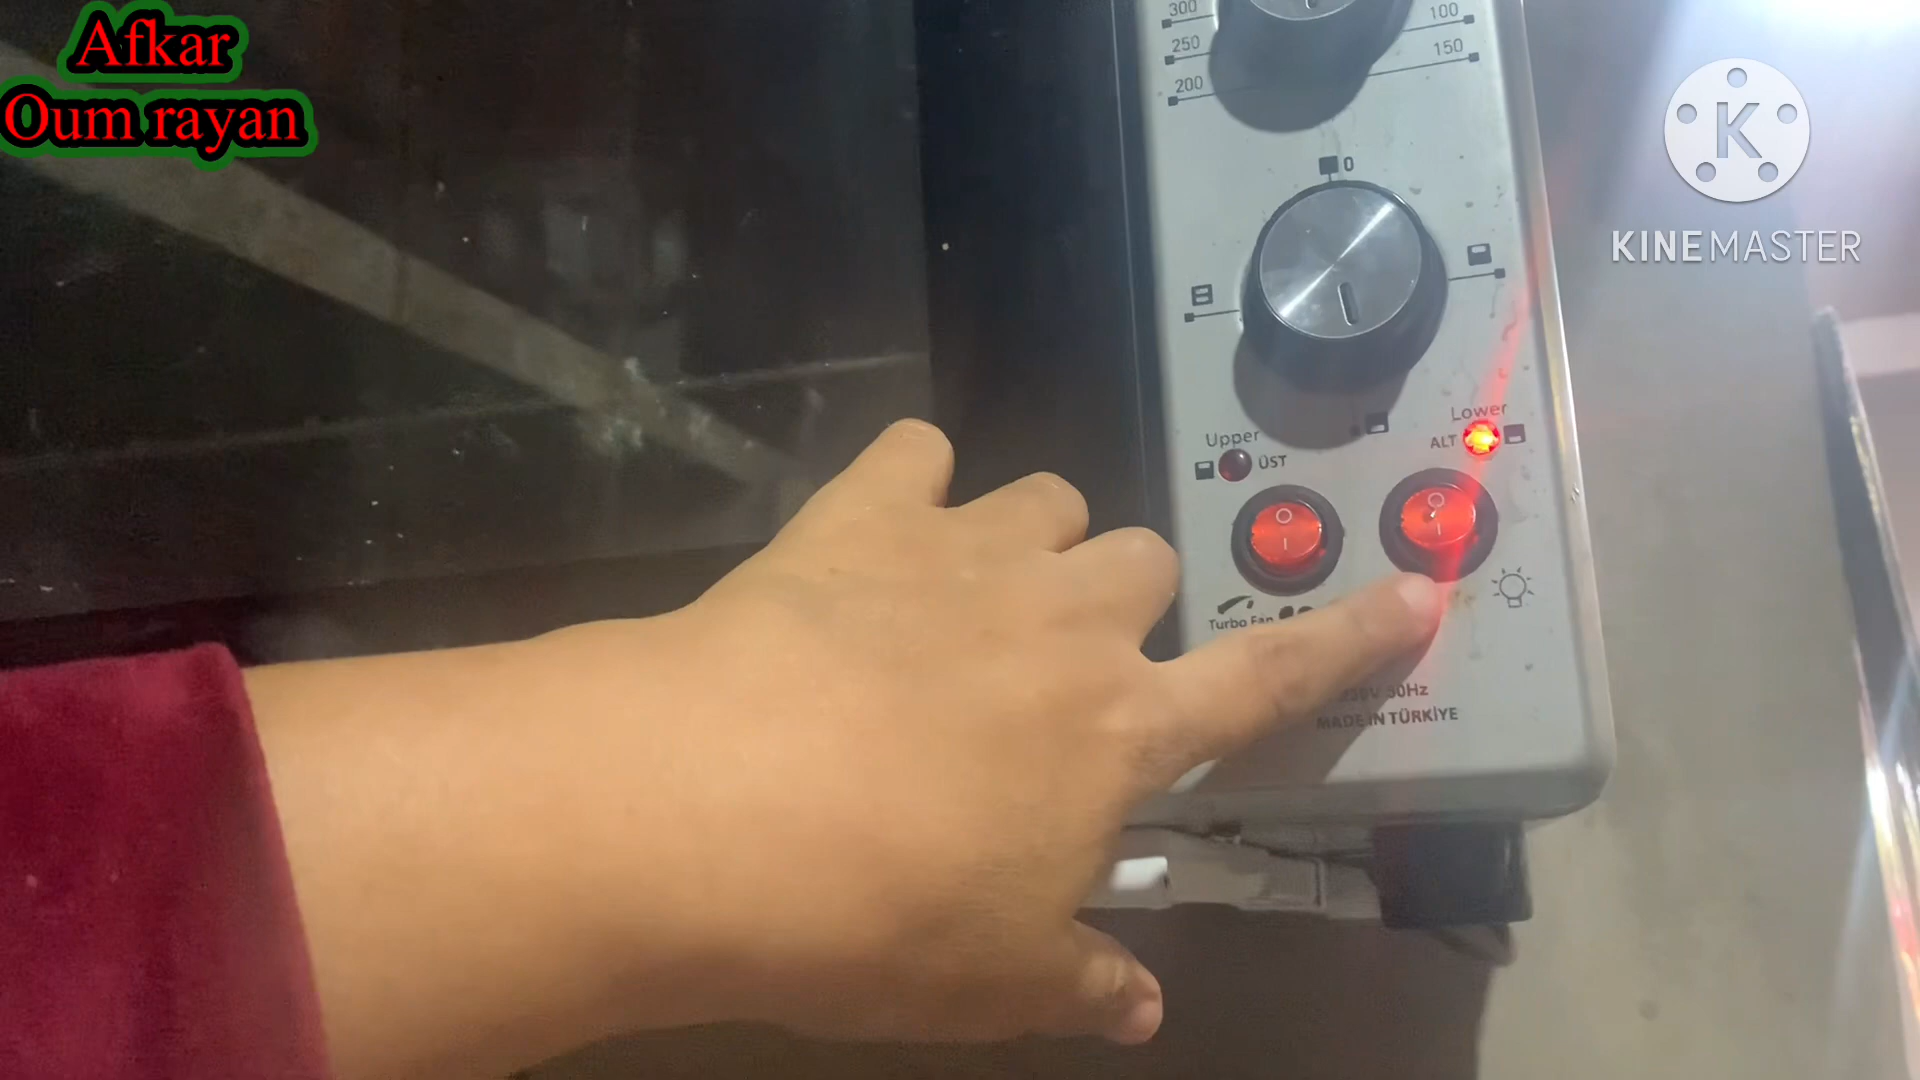 Afkar
Oum rayan
300
250
200
100
150
0
KINEMASTER
Upper
ÜST
Lower
ALT
Turbo Fan
230V 50Hz
MADE IN TÜRKİYE